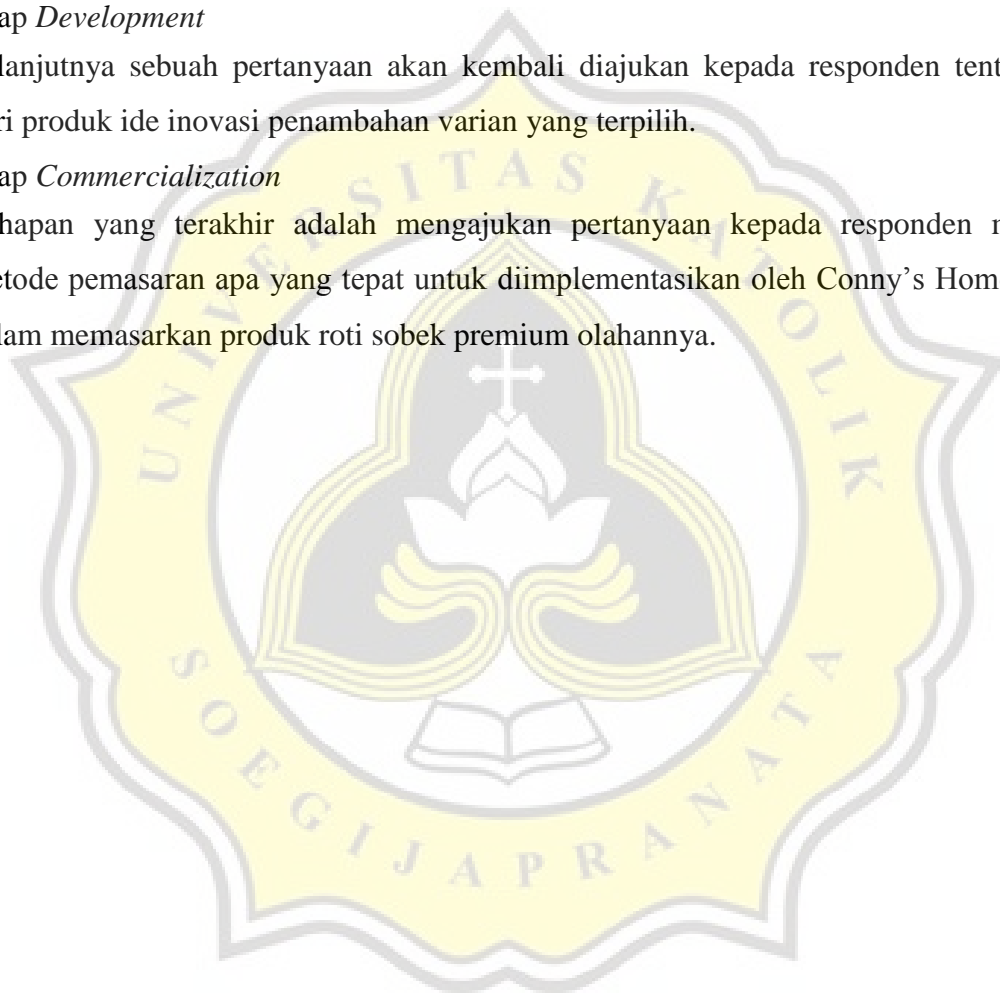 ap Development
lanjutnya sebuah pertanyaan akan kembali diajukan kepada responden tent
ri produk ide inovasi penambahan varian yang terpilih.
ap Commercialization
hapan yang terakhir adalah mengajukan pertanyaan kepada responden
etode pemasaran apa yang tepat untuk diimplementasikan oleh Conny’s Hom
lam memasarkan produk roti sobek premium olahannya.
UNIVERSITAS KATOLIK
SOEGIJAPRANATA